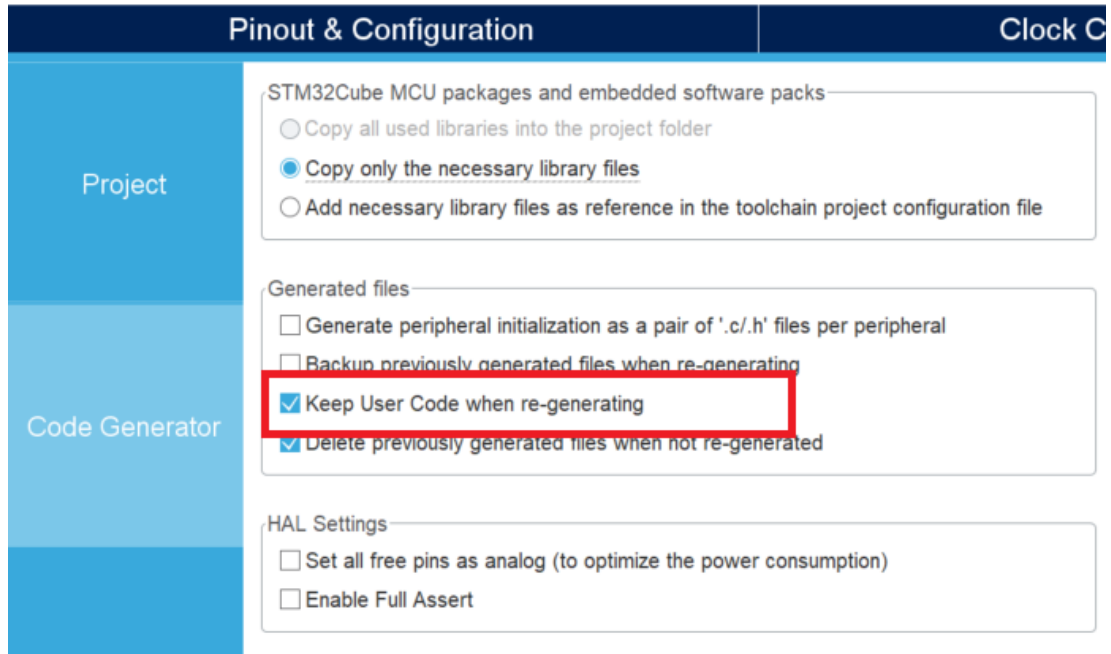 Pinout & Configuration
Clock C
Project
Code Generator
STM32Cube MCU packages and embedded software packs
Copy all used libraries into the project folder
Copy only the necessary library files
Add necessary library files as reference in the toolchain project configuration file
Generated files
Generate peripheral initialization as a pair of '.c/.h' files per peripheral
Backup previously generated files when re-generating
Keep User Code when re-generating
Delete previously generated files when not re-generated
HAL Settings
Set all free pins as analog (to optimize the power consumption)
Enable Full Assert